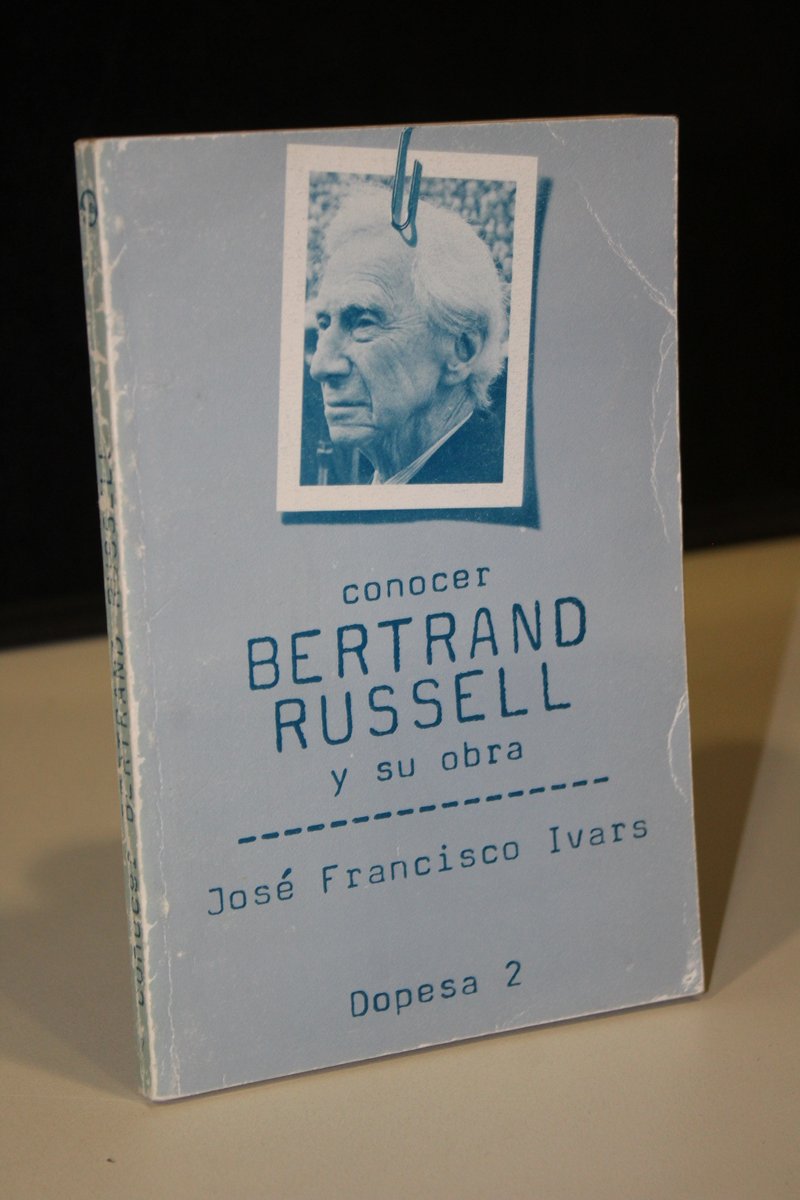 conocer
BERTRAND
RUSSELL
y su obra
José Francisco Ivars
Dopesa 2
conocer BERTRAND RUSSELL